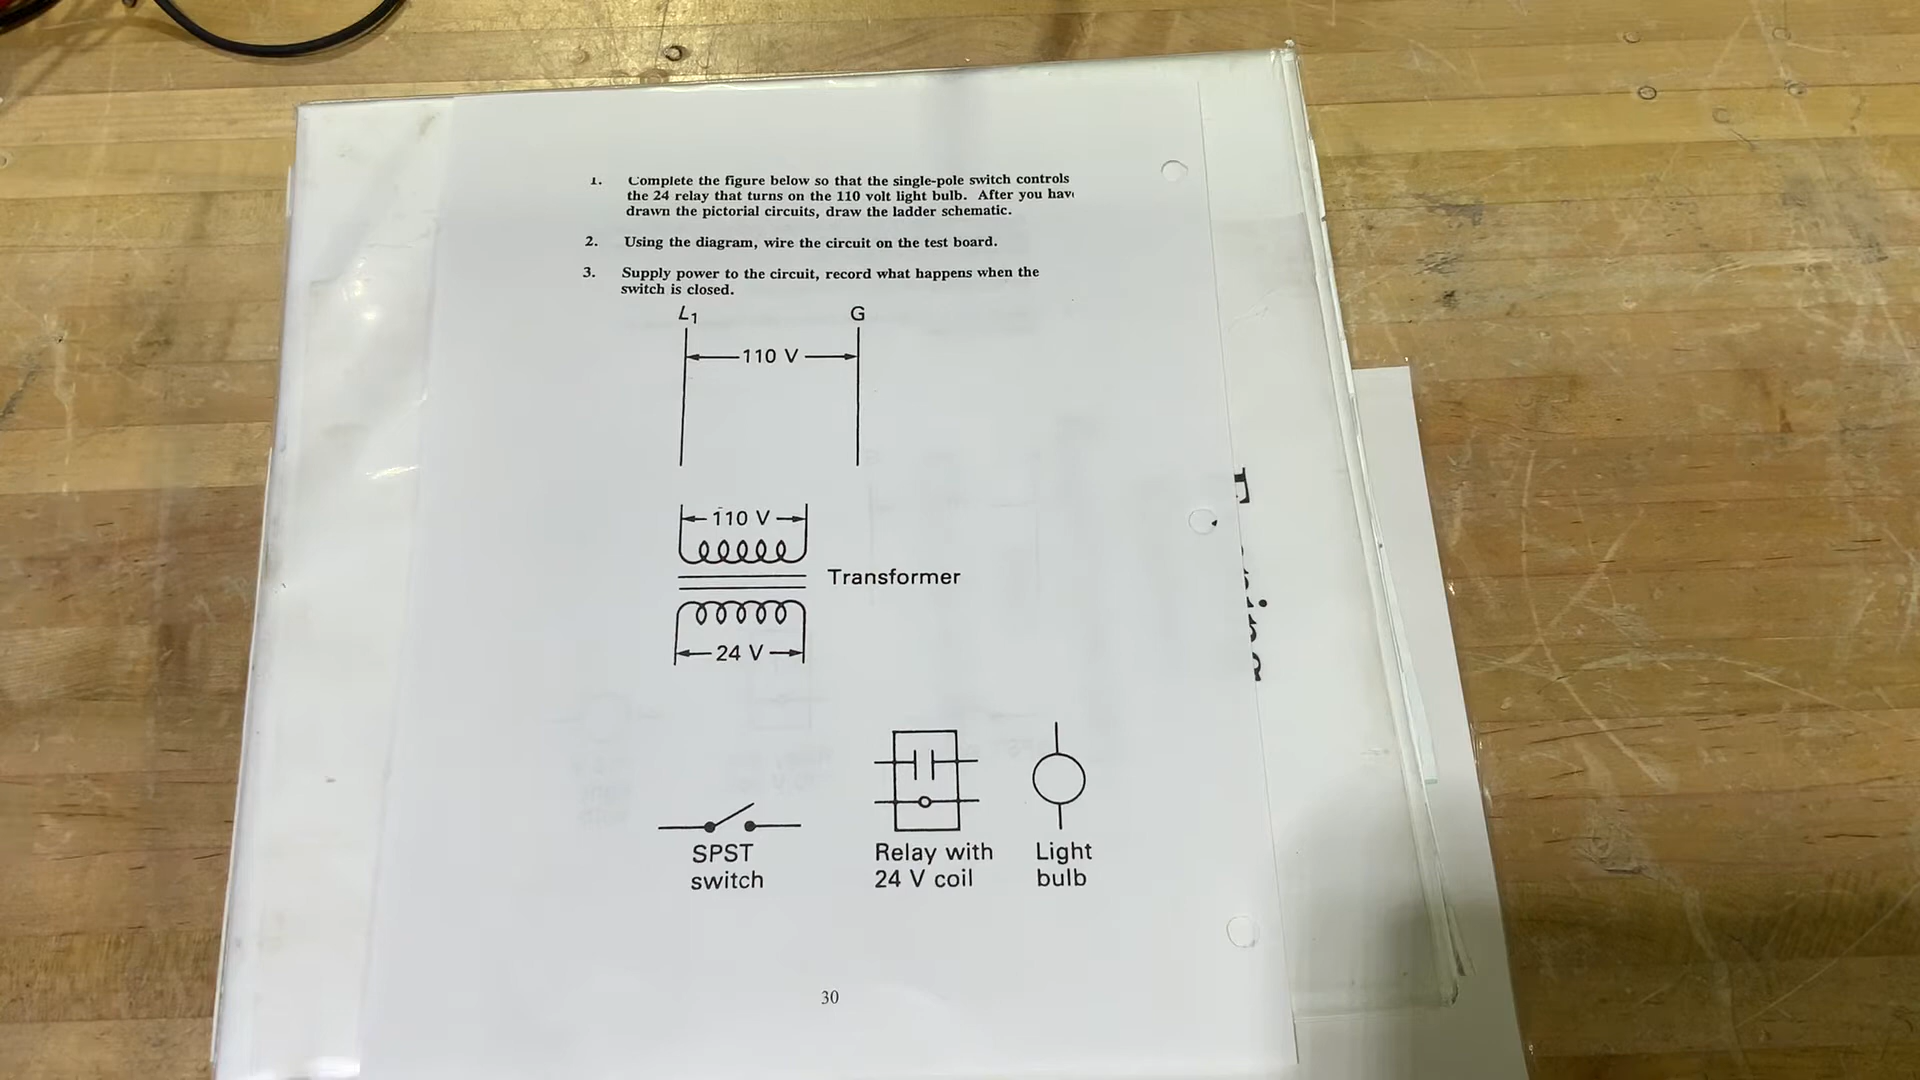 1. Complete the figure below so that the single-pole switch controls
the 24 relay that turns on the 110 volt light bulb. After you hav
drawn the pictorial circuits, draw the ladder schematic.
2. Using the diagram, wire the circuit on the test board.
3. Supply power to the circuit, record what happens when the
switch is closed.
L1 G
110 V
110 V
Transformer
24 V
SPST
switch
Relay with
24 V coil
Light
bulb
30